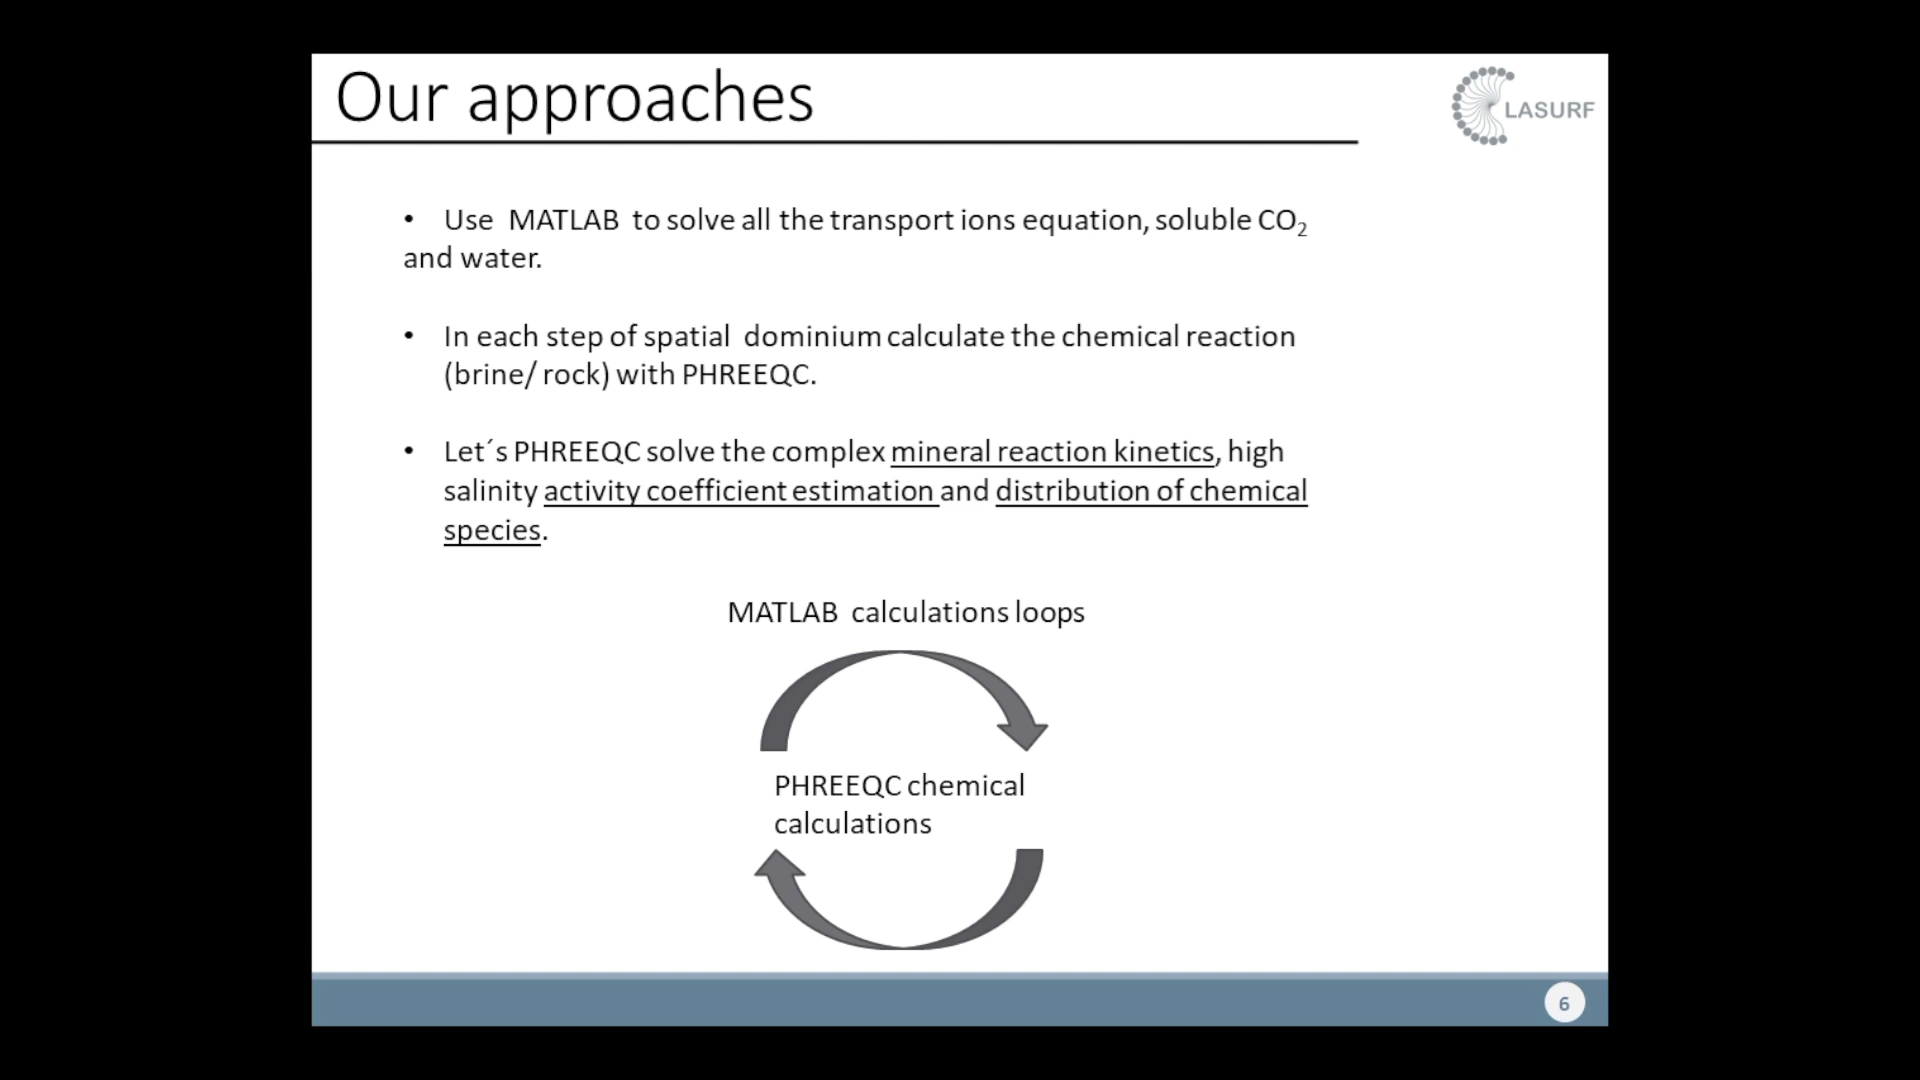 Our approaches
LASURF
• Use MATLAB to solve all the transport ions equation, soluble CO₂
and water.
• In each step of spatial dominium calculate the chemical reaction
(brine/ rock) with PHREEQC.
• Let´s PHREEQC solve the complex mineral reaction kinetics, high
salinity activity coefficient estimation and distribution of chemical
species.
MATLAB calculations loops
PHREEQC chemical
calculations
6